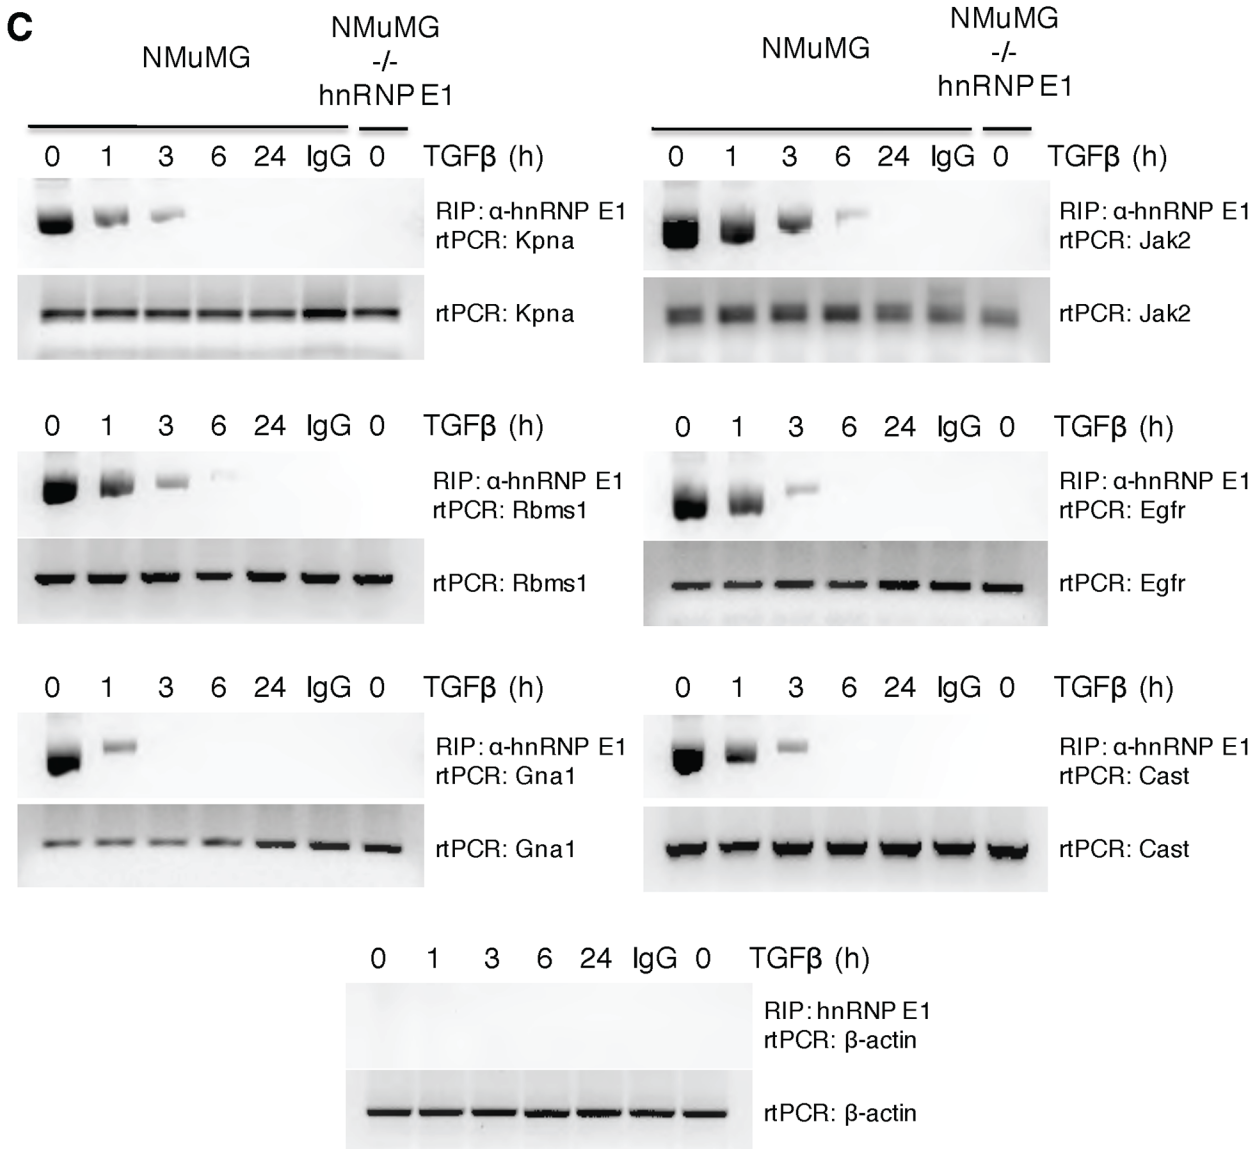 C
NMuMG
NMuMG
-/-
hnRNP E1
NMuMG
NMuMG
-/-
hnRNP E1
0 1 3 6 24 IgG 0 TGFβ (h)
RIP: α-hnRNP E1
rtPCR: Kpna
rtPCR: Kpna
0 1 3 6 24 IgG 0 TGFβ (h)
RIP: α-hnRNP E1
rtPCR: Jak2
rtPCR: Jak2
0 1 3 6 24 IgG 0 TGFβ (h)
RIP: α-hnRNP E1
rtPCR: Rbms1
rtPCR: Rbms1
0 1 3 6 24 IgG 0 TGFβ (h)
RIP: α-hnRNP E1
rtPCR: Egfr
rtPCR: Egfr
0 1 3 6 24 IgG 0 TGFβ (h)
RIP: α-hnRNP E1
rtPCR: Gna1
rtPCR: Gna1
0 1 3 6 24 IgG 0 TGFβ (h)
RIP: α-hnRNP E1
rtPCR: Cast
rtPCR: Cast
0 1 3 6 24 IgG 0 TGFβ (h)
RIP: hnRNP E1
rtPCR: β-actin
rtPCR: β-actin